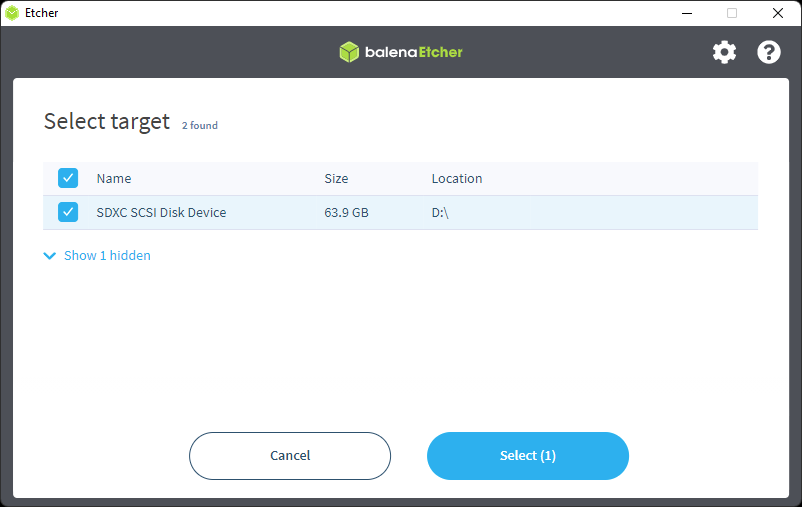 Etcher
balenaEtcher
Select target 2 found
Name Size Location
SDXC SCSI Disk Device 63.9 GB D:\
Show 1 hidden
Cancel Select (1)